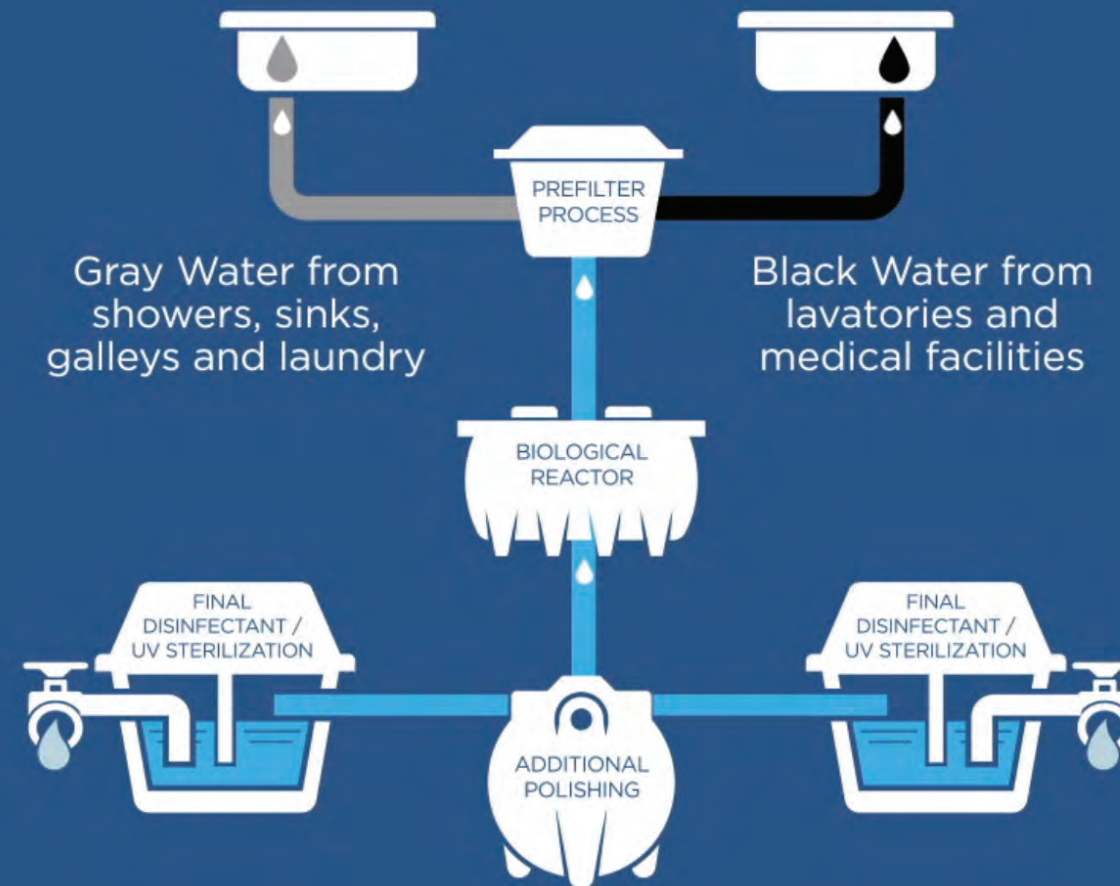 PREFILTER
PROCESS
Gray Water from
showers, sinks,
galleys and laundry
Black Water from
lavatories and
medical facilities
BIOLOGICAL
REACTOR
FINAL
DISINFECTANT /
UV STERILIZATION
FINAL
DISINFECTANT /
UV STERILIZATION
ADDITIONAL
POLISHING